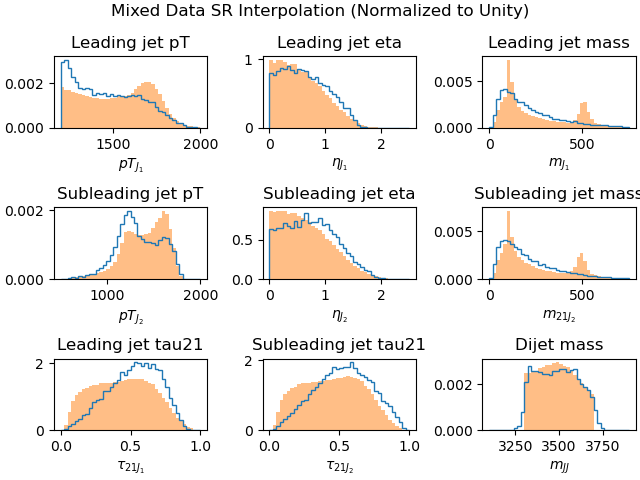 Mixed Data SR Interpolation (Normalized to Unity)
Leading jet pT
Leading jet eta
Leading jet mass
0.002
0.000
1500
2000
pT_{J_1}
1
0
0
2
η_{J_1}
0.005
0.000
0
500
m_{J_1}
Subleading jet pT
Subleading jet eta
Subleading jet mass
0.002
0.000
1000
2000
pT_{J_2}
0.5
0.0
0
2
η_{J_2}
0.005
0.000
0
500
m_{21J_2}
Leading jet tau21
Subleading jet tau21
Dijet mass
2
0
0.0
0.5
1.0
τ_{21J_1}
2
0
0.0
0.5
1.0
τ_{21J_2}
0.002
0.000
3250
3500
3750
m_{JJ}